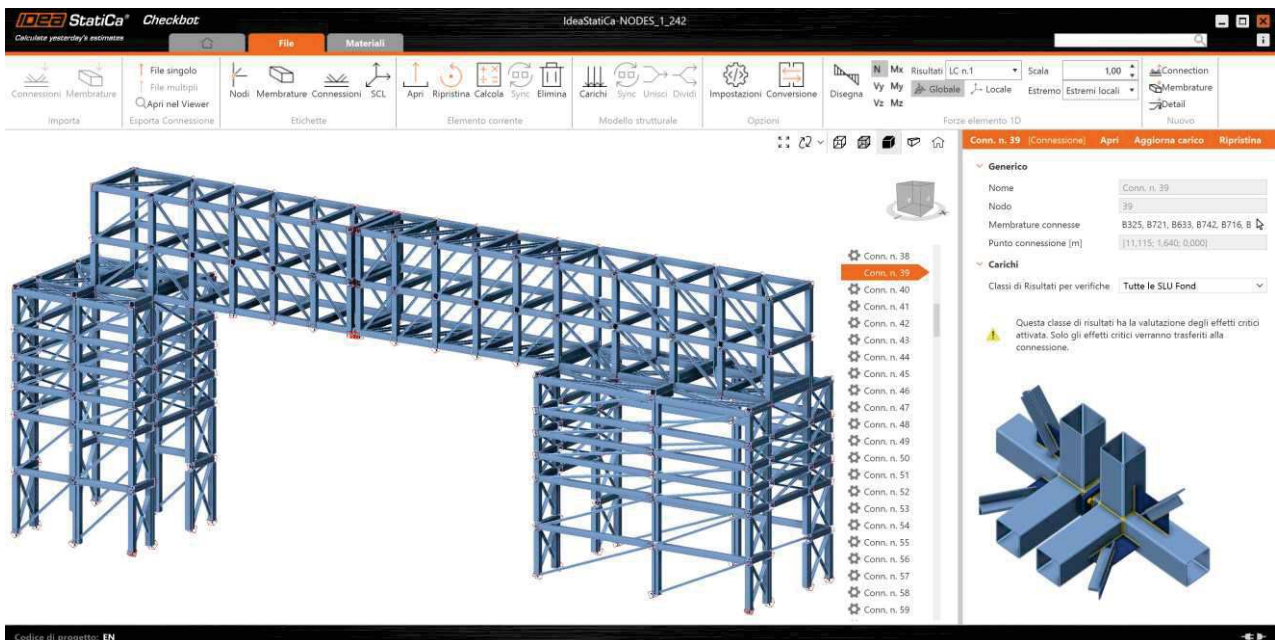 IDEA StatiCa® Checkbot
IdeaStatiCa-NODES_1_242
Calculate yesterday's estimates
File Materiali
Connessioni Membrature
Importa
File singolo
File multipli
Apri nel Viewer
Esporta Connessione
Nodi Membrature Connessioni SCL
Etichette
Apri Ripristina Calcola Sync Elimina
Elemento corrente
Carichi Sync Unisci Dividi
Modello strutturale
Impostazioni Conversione
Opzioni
Disegna
N Mx Risultati LC n.1 Scala 1,00
Vy My Globale Locale Estremo Estremi locali
Vz Mz
Forze elemento 1D
Connection
Membrature
Detail
Nuovo
Conn. n. 39 [Connessione] Apri Aggiorna carico Ripristina
Generico
Nome Conn. n. 39
Nodo 39
Membrature connesse B325, B721, B633, B742, B716, B
Punto connessione [m] [11,115; 1,640; 0,000]
Carichi
Classi di Risultati per verifiche Tutte le SLU Fond
Questa classe di risultati ha la valutazione degli effetti critici
attivata. Solo gli effetti critici verranno trasferiti alla
connessione.
Conn. n. 38
Conn. n. 39
Conn. n. 40
Conn. n. 41
Conn. n. 42
Conn. n. 43
Conn. n. 44
Conn. n. 45
Conn. n. 46
Conn. n. 47
Conn. n. 48
Conn. n. 49
Conn. n. 50
Conn. n. 51
Conn. n. 52
Conn. n. 53
Conn. n. 54
Conn. n. 55
Conn. n. 56
Conn. n. 57
Conn. n. 58
Conn. n. 59
Codice di progetto: EN